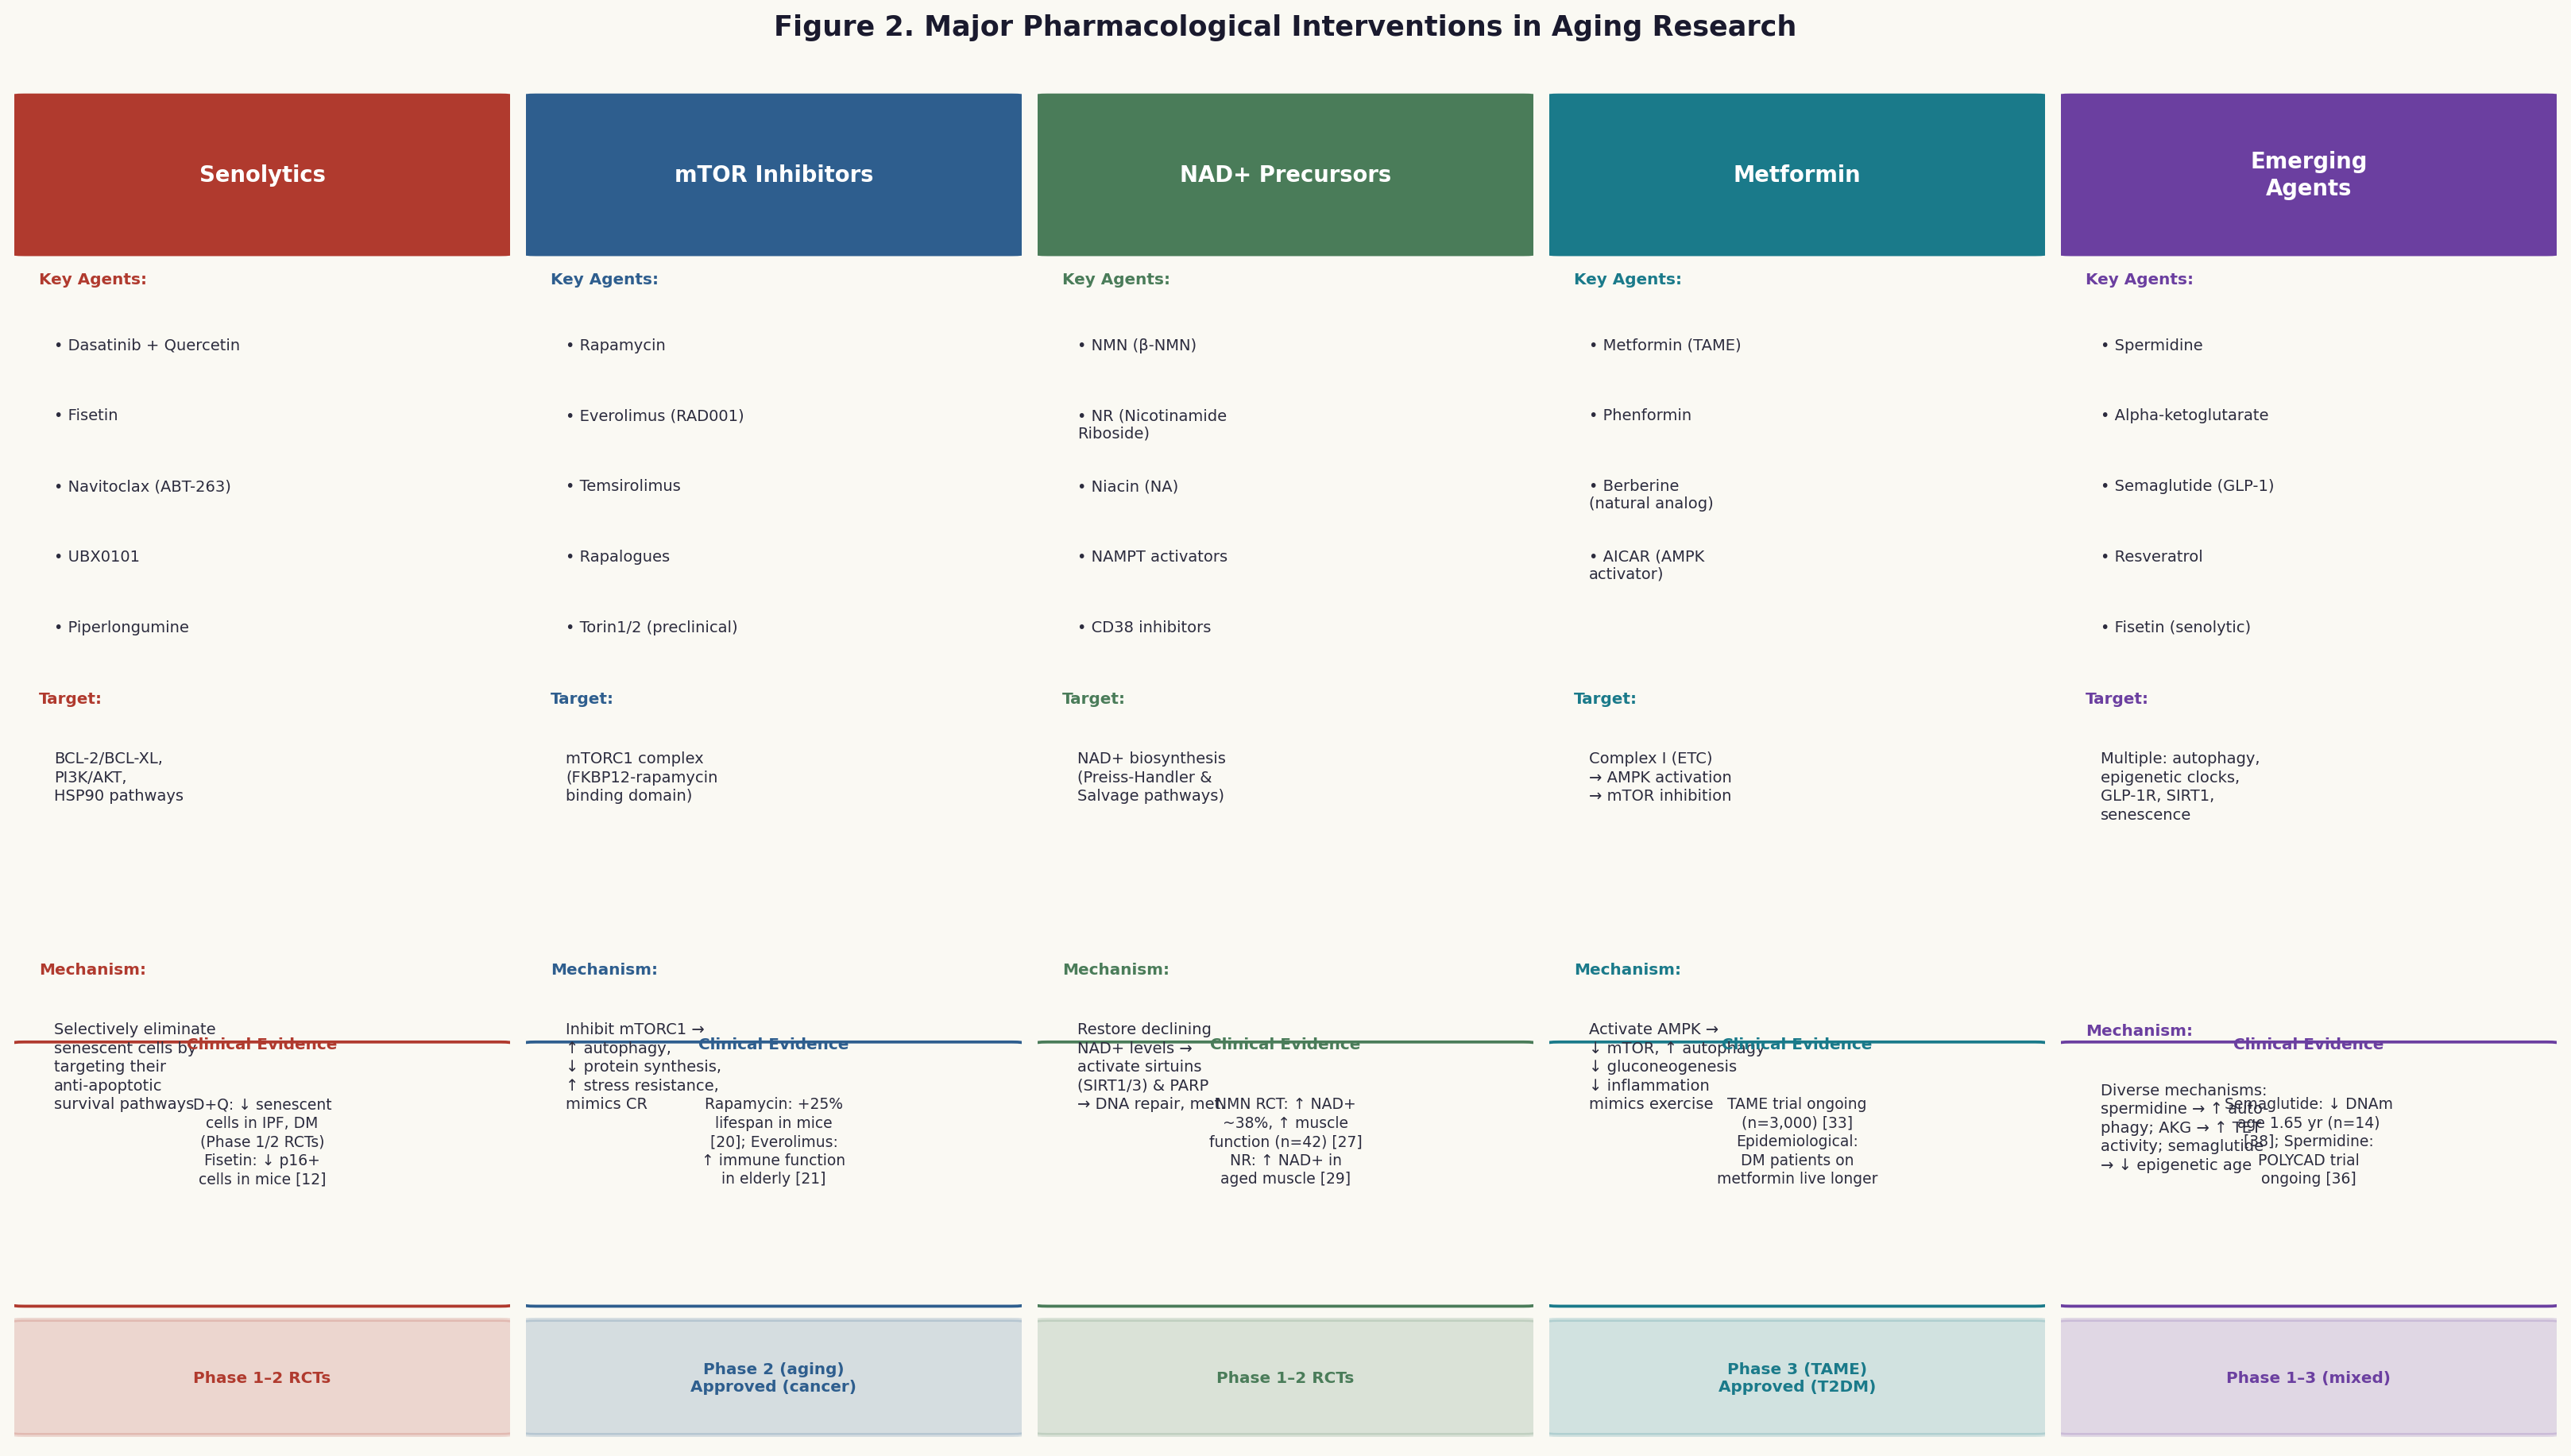 Figure 2. Major Pharmacological Interventions in Aging Research
Senolytics
Key Agents:
• Dasatinib + Quercetin
• Fisetin
• Navitoclax (ABT-263)
• UBX0101
• Piperlongumine
Target:
BCL-2/BCL-XL,
PI3K/AKT,
HSP90 pathways
Mechanism:
Selectively eliminate
senescent cells by
targeting their
anti-apoptotic
survival pathways
Clinical Evidence
D+Q: ↓ senescent
cells in IPF, DM
(Phase 1/2 RCTs)
Fisetin: ↓ p16+
cells in mice [12]
Phase 1–2 RCTs
mTOR Inhibitors
Key Agents:
• Rapamycin
• Everolimus (RAD001)
• Temsirolimus
• Rapalogues
• Torin1/2 (preclinical)
Target:
mTORC1 complex
(FKBP12-rapamycin
binding domain)
Mechanism:
Inhibit mTORC1 →
↑ autophagy,
↓ protein synthesis,
↑ stress resistance,
mimics CR
Clinical Evidence
Rapamycin: +25%
lifespan in mice
[20]; Everolimus:
↑ immune function
in elderly [21]
Phase 2 (aging)
Approved (cancer)
NAD+ Precursors
Key Agents:
• NMN (β-NMN)
• NR (Nicotinamide
Riboside)
• Niacin (NA)
• NAMPT activators
• CD38 inhibitors
Target:
NAD+ biosynthesis
(Preiss-Handler &
Salvage pathways)
Mechanism:
Restore declining
NAD+ levels →
activate sirtuins
(SIRT1/3) & PARP
→ DNA repair, met.
Clinical Evidence
NMN RCT: ↑ NAD+
~38%, ↑ muscle
function (n=42) [27]
NR: ↑ NAD+ in
aged muscle [29]
Phase 1–2 RCTs
Metformin
Key Agents:
• Metformin (TAME)
• Phenformin
• Berberine
(natural analog)
• AICAR (AMPK
activator)
Target:
Complex I (ETC)
→ AMPK activation
→ mTOR inhibition
Mechanism:
Activate AMPK →
↓ mTOR, ↑ autophagy
↓ gluconeogenesis
↓ inflammation
mimics exercise
Clinical Evidence
TAME trial ongoing
(n=3,000) [33]
Epidemiological:
DM patients on
metformin live longer
Phase 3 (TAME)
Approved (T2DM)
Emerging
Agents
Key Agents:
• Spermidine
• Alpha-ketoglutarate
• Semaglutide (GLP-1)
• Resveratrol
• Fisetin (senolytic)
Target:
Multiple: autophagy,
epigenetic clocks,
GLP-1R, SIRT1,
senescence
Mechanism:
Diverse mechanisms:
spermidine → ↑ auto-
phagy; AKG → ↑ TET
activity; semaglutide
→ ↓ epigenetic age
Clinical Evidence
Semaglutide: ↓ DNAm
age 1.65 yr (n=14)
[38]; Spermidine:
POLYCAD trial
ongoing [36]
Phase 1–3 (mixed)